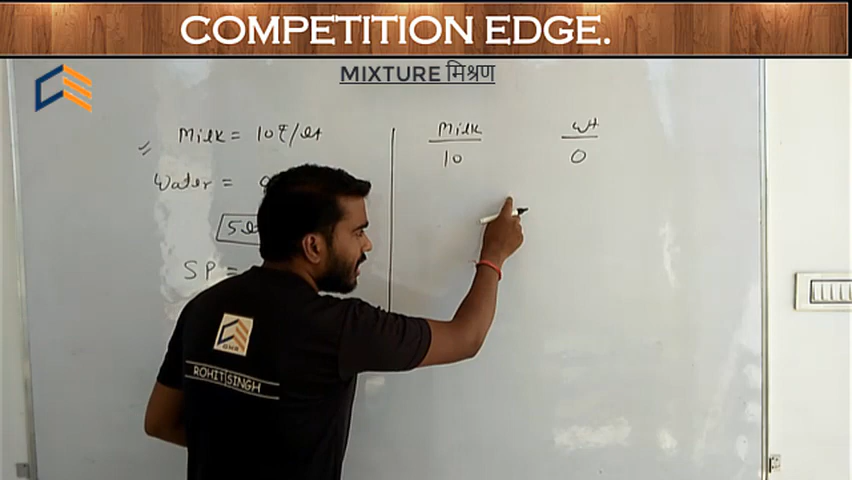 COMPETITION EDGE.
MIXTURE मिश्रण
Milk = 10₹/lt
Water =
SP =
Milk
10
wt
0
ROHIT SINGH